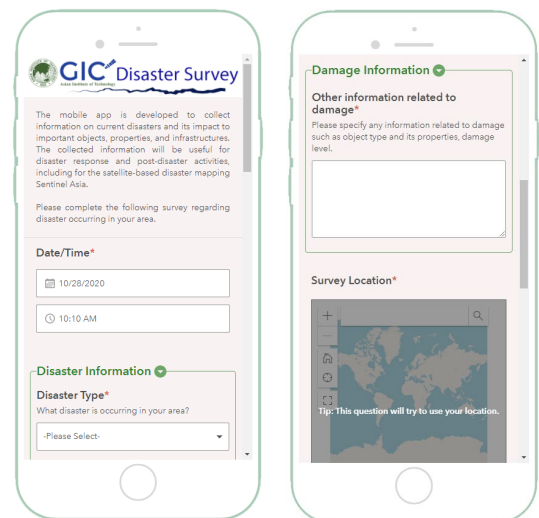 GIC Disaster Survey
Asian Institute of Technology
The mobile app is developed to collect
information on current disasters and its impact to
important objects, properties, and infrastructures.
The collected information will be useful for
disaster response and post-disaster activities,
including for the satellite-based disaster mapping
Sentinel Asia.
Please complete the following survey regarding
disaster occurring in your area.
Date/Time*
10/28/2020
10:10 AM
Disaster Information
Disaster Type*
What disaster is occurring in your area?
-Please Select-
Damage Information
Other information related to
damage*
Please specify any information related to damage
such as object type and its properties, damage
level.
Survey Location*
Tip: This question will try to use your location.